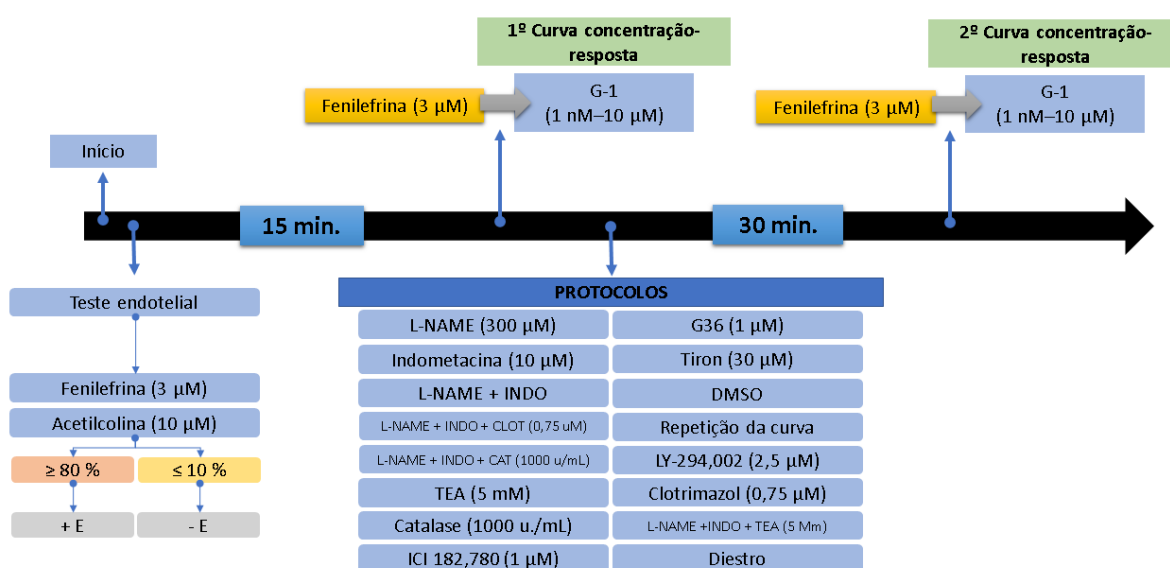 1º Curva concentração-
resposta
2º Curva concentração-
resposta
Fenilefrina (3 µM)
G-1
(1 nM–10 µM)
Fenilefrina (3 µM)
G-1
(1 nM–10 µM)
Início
15 min.
30 min.
Teste endotelial
Fenilefrina (3 µM)
Acetilcolina (10 µM)
≥ 80 %
≤ 10 %
+ E
- E
PROTOCOLOS
L-NAME (300 µM)
G36 (1 µM)
Indometacina (10 µM)
Tiron (30 µM)
L-NAME + INDO
DMSO
L-NAME + INDO + CLOT (0,75 uM)
Repetição da curva
L-NAME + INDO + CAT (1000 u/mL)
LY-294,002 (2,5 µM)
TEA (5 mM)
Clotrimazol (0,75 µM)
Catalase (1000 u./mL)
L-NAME +INDO + TEA (5 Mm)
ICI 182,780 (1 µM)
Diestro